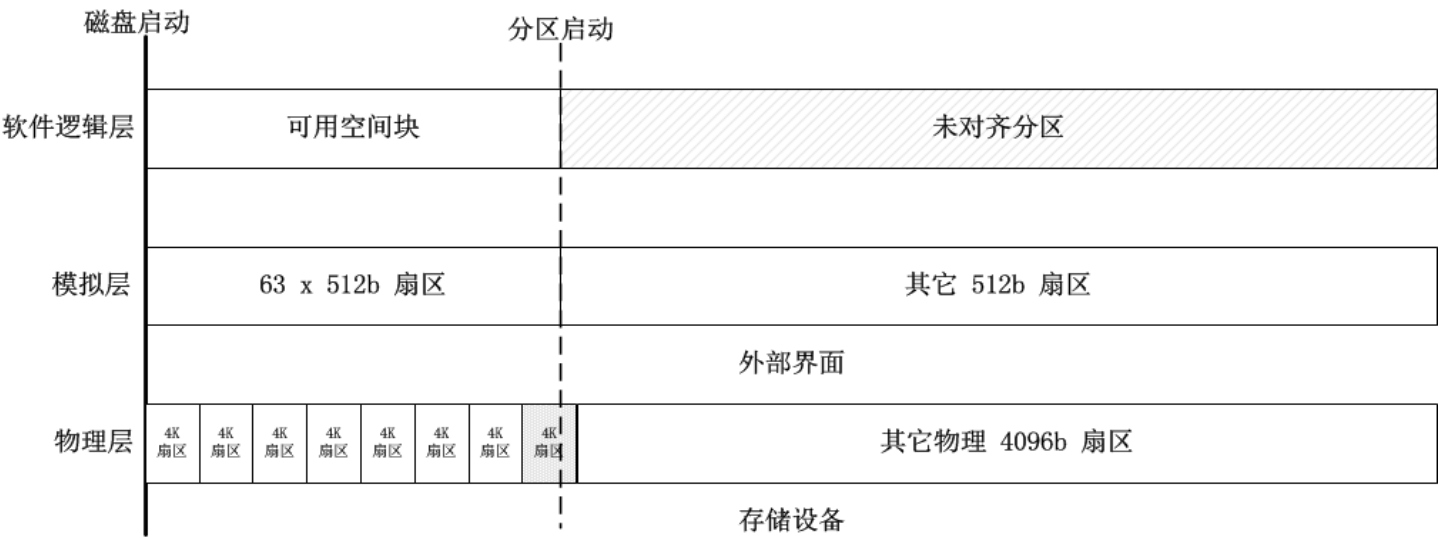 磁盘启动
分区启动
软件逻辑层
可用空间块
未对齐分区
模拟层
63 x 512b 扇区
其它 512b 扇区
外部界面
物理层
4K
扇区
4K
扇区
4K
扇区
4K
扇区
4K
扇区
4K
扇区
4K
扇区
4K
扇区
其它物理 4096b 扇区
存储设备